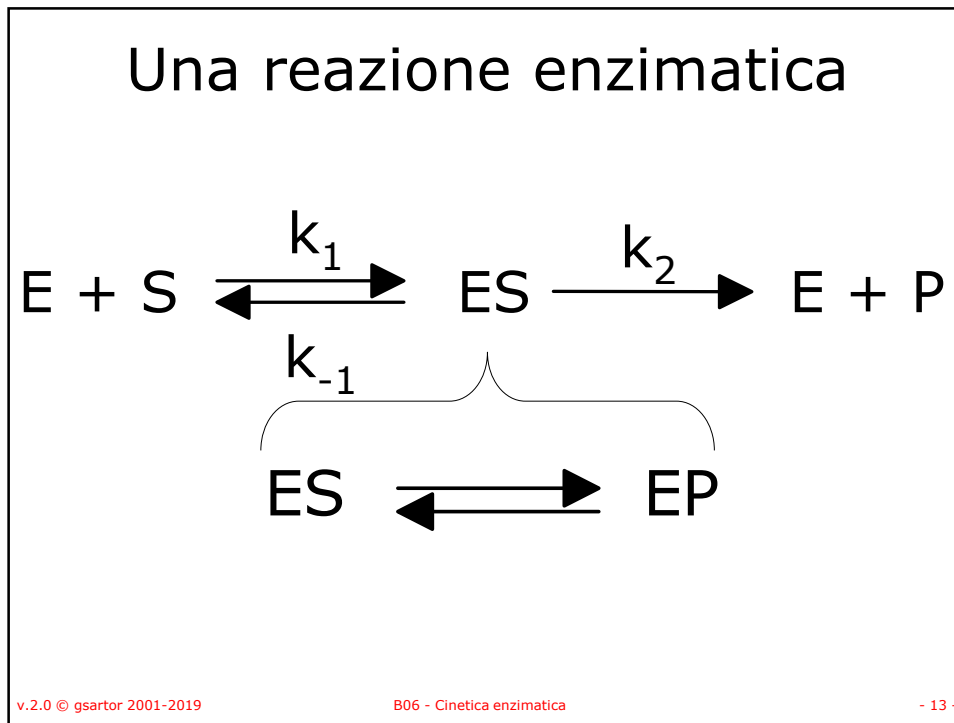 Una reazione enzimatica
k₁
k₂
E + S ES E + P
k₋₁
ES EP
v.2.0 © gsartor 2001-2019 B06 - Cinetica enzimatica - 13 -